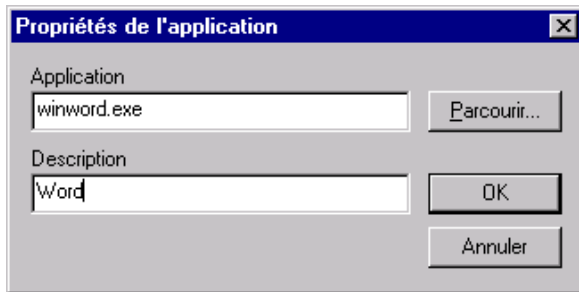 Propriétés de l'application
Application
winword.exe
Parcourir...
Description
Word
OK
Annuler